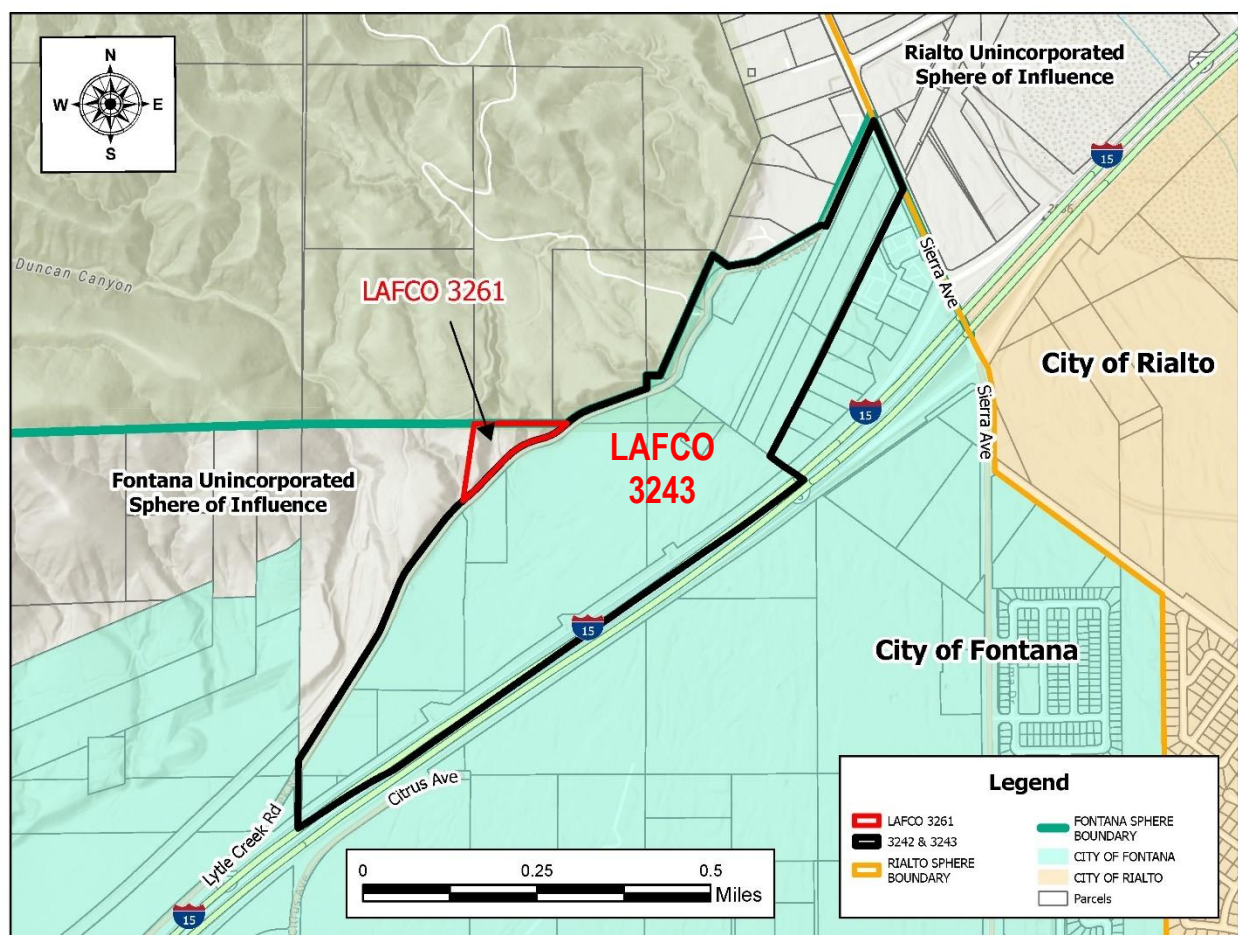 N
W
E
S
Rialto Unincorporated
Sphere of Influence
15
Duncan Canyon
LAFCO 3261
Sierra Ave
City of Rialto
15
Sierra Ave
LAFCO
3243
Fontana Unincorporated
Sphere of Influence
15
City of Fontana
Citrus Ave
Lytle Creek Rd
Citrus Ave
15
0
0.25
0.5
Miles
Legend
LAFCO 3261
3242 & 3243
RIALTO SPHERE
BOUNDARY
FONTANA SPHERE
BOUNDARY
CITY OF FONTANA
CITY OF RIALTO
Parcels